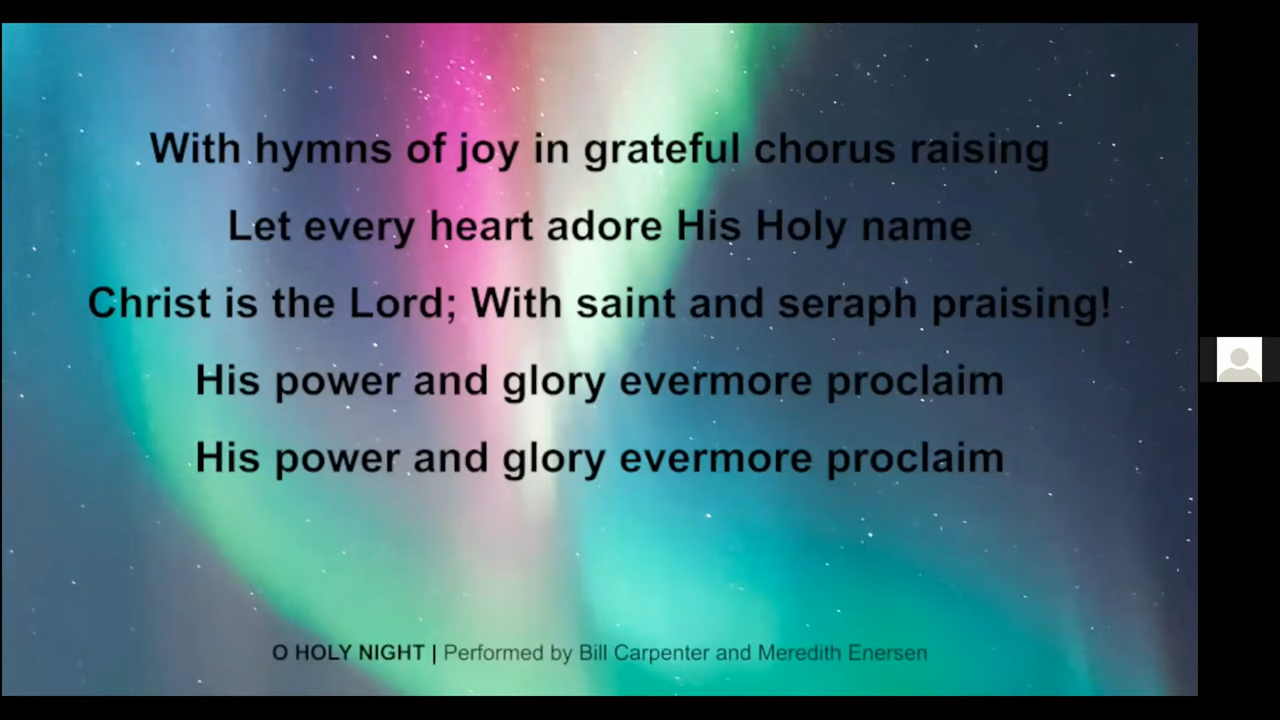 With hymns of joy in grateful chorus raising
Let every heart adore His Holy name
Christ is the Lord; With saint and seraph praising!
His power and glory evermore proclaim
His power and glory evermore proclaim
O HOLY NIGHT | Performed by Bill Carpenter and Meredith Enersen